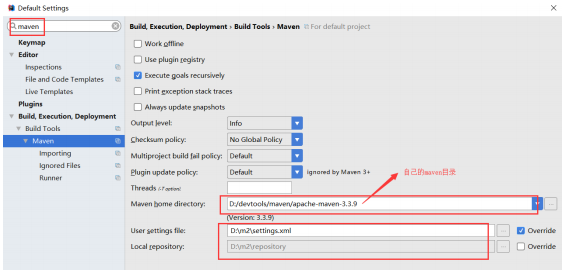 Default Settings
maven
Build, Execution, Deployment › Build Tools › Maven For default project
Keymap
Editor
Inspections
File and Code Templates
Live Templates
Plugins
Build, Execution, Deployment
Build Tools
Maven
Importing
Ignored Files
Runner
Work offline
Use plugin registry
Execute goals recursively
Print exception stack traces
Always update snapshots
Output level: Info
Checksum policy: No Global Policy
Multiproject build fail policy: Default
Plugin update policy: Default ignored by Maven 3+
Threads (-T option)
自己的maven目录
Maven home directory: D:/devtools/maven/apache-maven-3.3.9 ...
(Version: 3.3.9)
User settings file: D:\m2\settings.xml ... Override
Local repository: D:\m2\repository ... Override